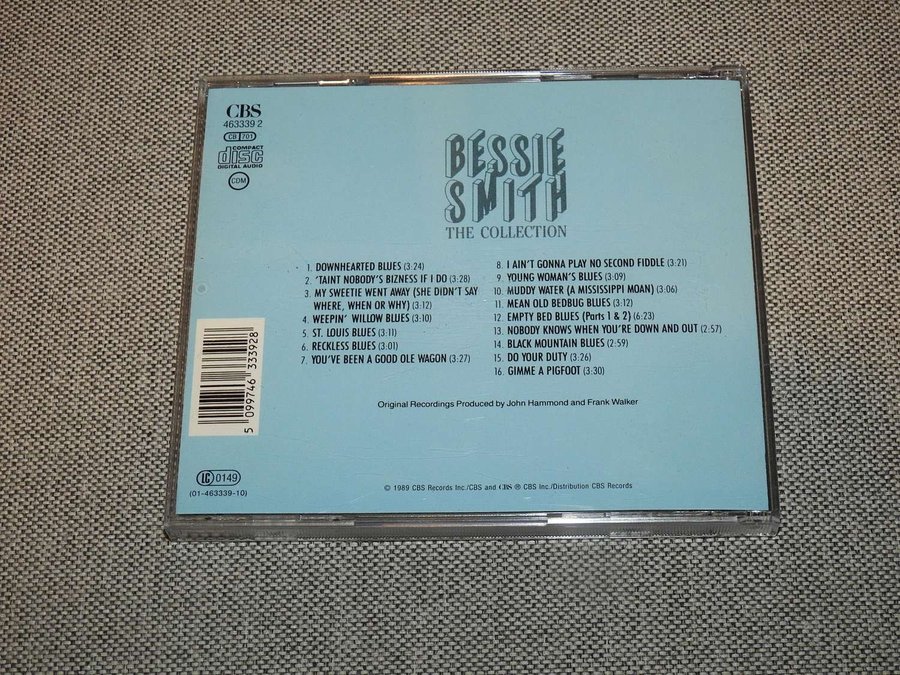 CBS
463339 2
CB 701
COMPACT
disc
DIGITAL AUDIO
CDM
BESSIE
SMITH
THE COLLECTION
1. DOWNHEARTED BLUES (3:24)
2. 'TAINT NOBODY'S BIZNESS IF I DO (3:28)
3. MY SWEETIE WENT AWAY (SHE DIDN'T SAY
WHERE, WHEN OR WHY) (3:12)
4. WEEPIN' WILLOW BLUES (3:10)
5. ST. LOUIS BLUES (3:11)
6. RECKLESS BLUES (3:01)
7. YOU'VE BEEN A GOOD OLE WAGON (3:27)
8. I AIN'T GONNA PLAY NO SECOND FIDDLE (3:21)
9. YOUNG WOMAN'S BLUES (3:09)
10. MUDDY WATER (A MISSISSIPPI MOAN) (3:06)
11. MEAN OLD BEDBUG BLUES (3:12)
12. EMPTY BED BLUES (Parts 1 & 2) (6:23)
13. NOBODY KNOWS WHEN YOU'RE DOWN AND OUT (2:57)
14. BLACK MOUNTAIN BLUES (2:59)
15. DO YOUR DUTY (3:26)
16. GIMME A PIGFOOT (3:30)
Original Recordings Produced by John Hammond and Frank Walker
5 099746 333928
LC 0149
(01-463339-10)
© 1989 CBS Records Inc./CBS and CBS ℗ CBS Inc./Distribution CBS Records